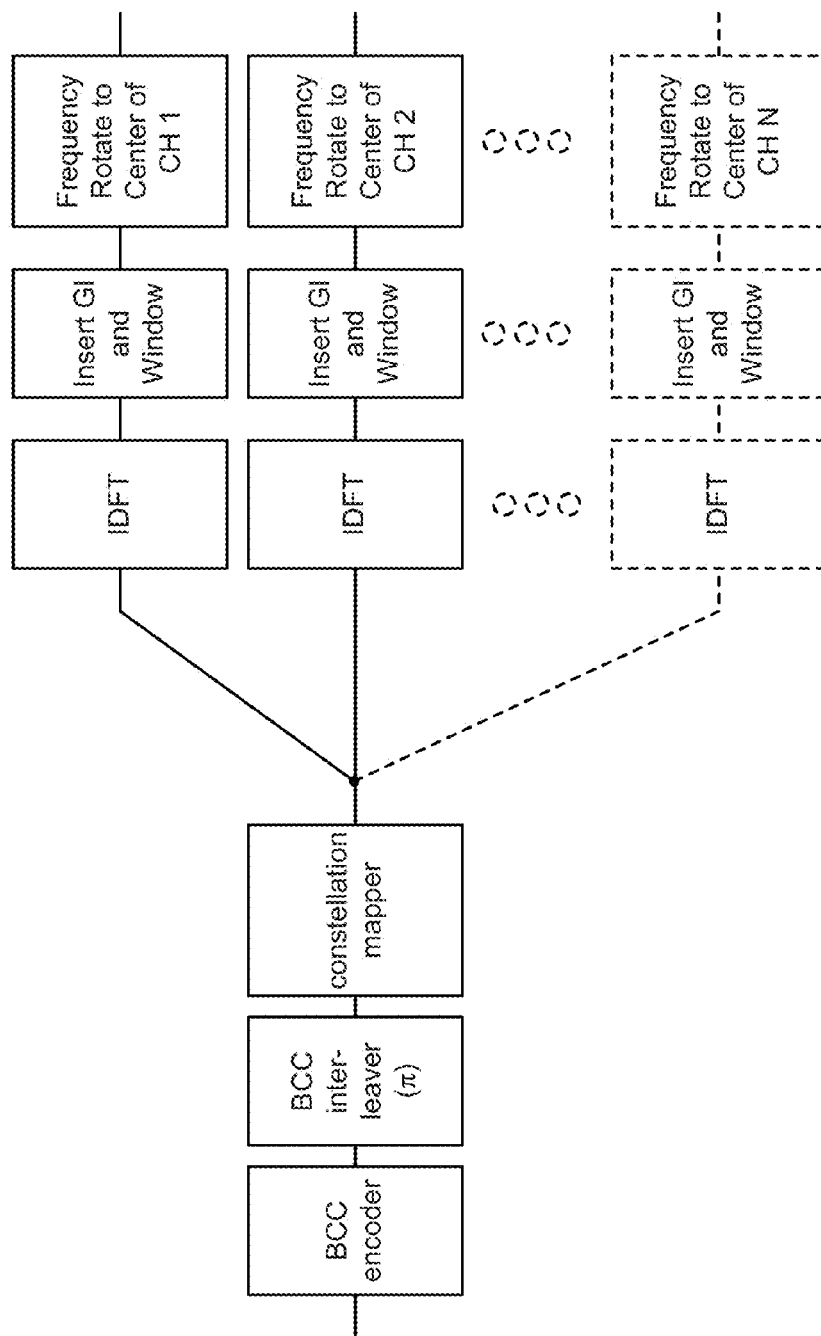 BCC
encoder
BCC
inter-
leaver
(π)
constellation
mapper
IDFT
Insert GI
and
Window
Frequency
Rotate to
Center of
CH 1
IDFT
Insert GI
and
Window
Frequency
Rotate to
Center of
CH 2
IDFT
Insert GI
and
Window
Frequency
Rotate to
Center of
CH N